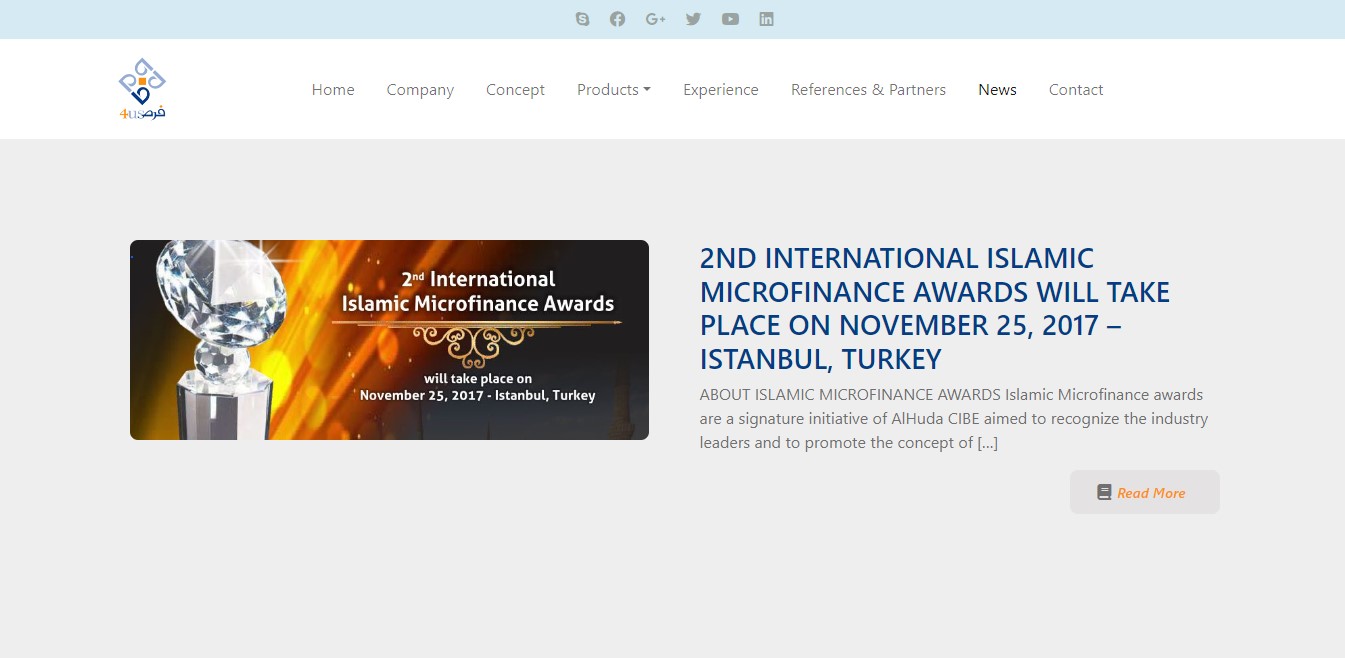 4us فرص
Home Company Concept Products Experience References & Partners News Contact
2nd International
Islamic Microfinance Awards
will take place on
November 25, 2017 - Istanbul, Turkey
2ND INTERNATIONAL ISLAMIC
MICROFINANCE AWARDS WILL TAKE
PLACE ON NOVEMBER 25, 2017 –
ISTANBUL, TURKEY
ABOUT ISLAMIC MICROFINANCE AWARDS Islamic Microfinance awards
are a signature initiative of AlHuda CIBE aimed to recognize the industry
leaders and to promote the concept of [...]
Read More